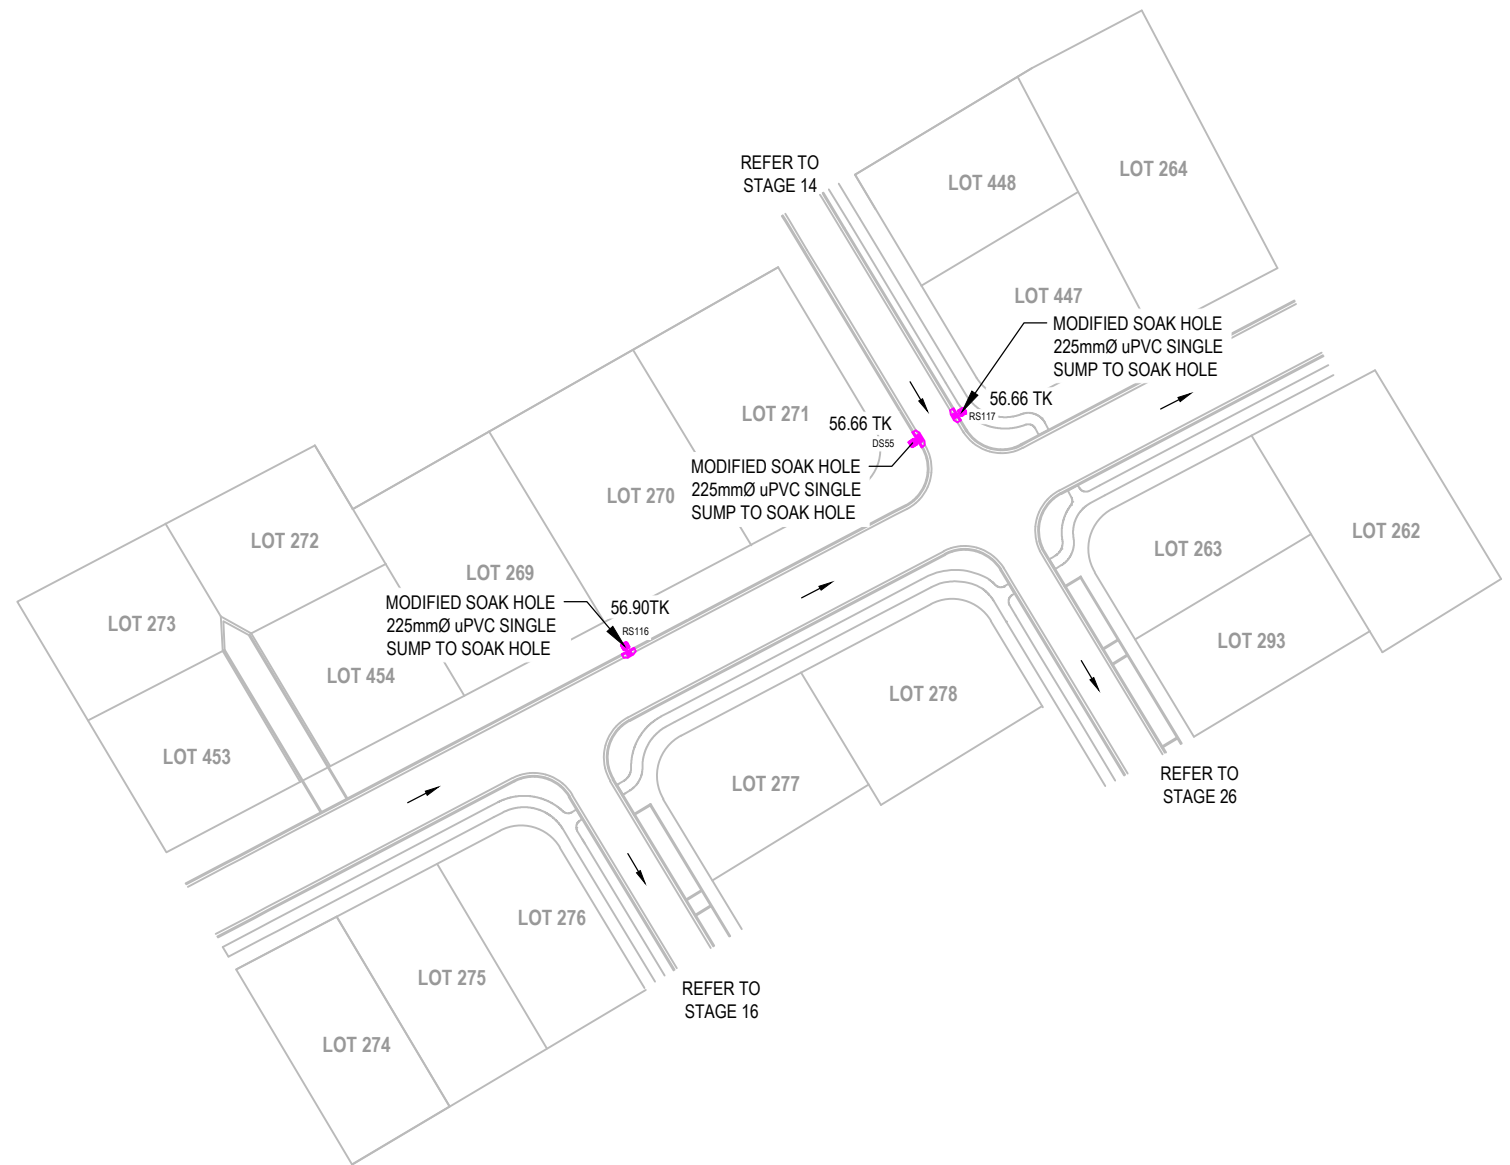 REFER TO
STAGE 14
LOT 448
LOT 264
LOT 447
MODIFIED SOAK HOLE
225mmØ uPVC SINGLE
SUMP TO SOAK HOLE
56.66 TK
RS117
LOT 271
56.66 TK
DS55
MODIFIED SOAK HOLE
225mmØ uPVC SINGLE
SUMP TO SOAK HOLE
LOT 270
LOT 272
LOT 269
LOT 263
LOT 262
LOT 273
MODIFIED SOAK HOLE
225mmØ uPVC SINGLE
SUMP TO SOAK HOLE
56.90TK
RS116
LOT 293
LOT 454
LOT 278
LOT 453
LOT 277
REFER TO
STAGE 26
LOT 276
LOT 275
REFER TO
STAGE 16
LOT 274